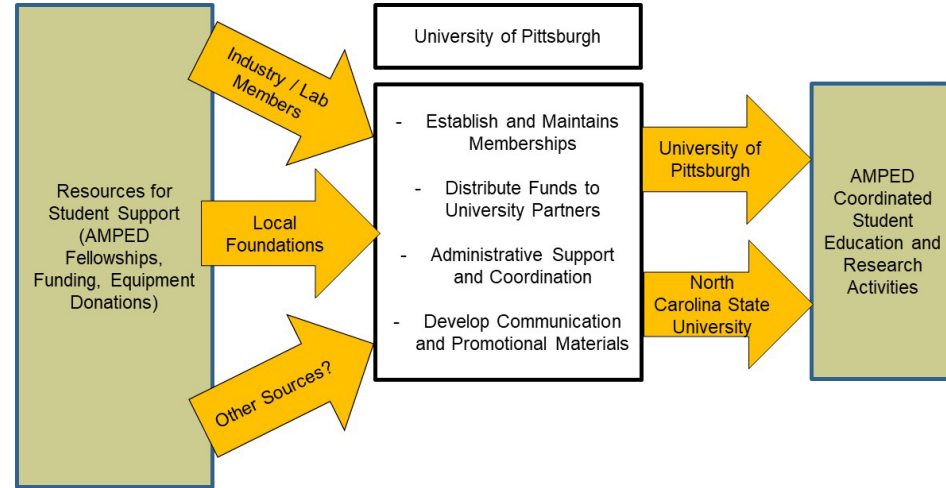 Resources for
Student Support
(AMPED
Fellowships,
Funding, Equipment
Donations)
Industry / Lab
Members
Local
Foundations
Other Sources?
University of Pittsburgh
- Establish and Maintains
Memberships
- Distribute Funds to
University Partners
- Administrative Support
and Coordination
- Develop Communication
and Promotional Materials
University of
Pittsburgh
North
Carolina State
University
AMPED
Coordinated
Student
Education and
Research
Activities